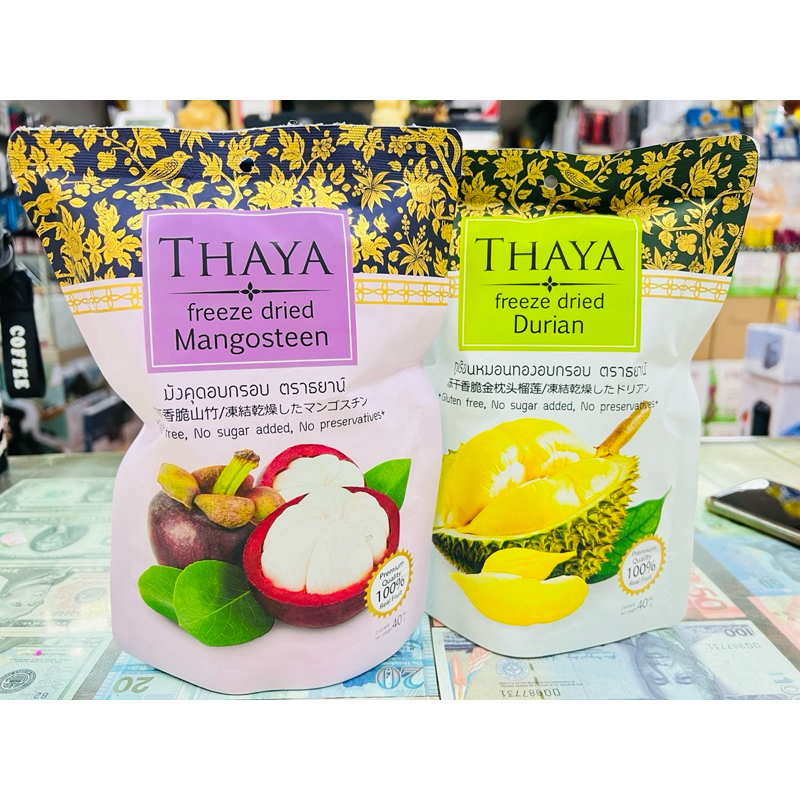 THAYA
freeze dried
Mangosteen
มังคุดอบกรอบ ตราธยาน์
干香脆山竹/凍結乾燥したマンゴスチン
free, No sugar added, No preservatives*
Premium
Quality
100%
Real Fruit
40
THAYA
freeze dried
Durian
ทุเรียนหมอนทองอบกรอบ ตราธยาน์
干香脆金枕头榴莲/凍結乾燥したドリアン
Gluten free, No sugar added, No preservatives*
Premium
Quality
100%
Real Fruit
40
COFFEE
20
20
100